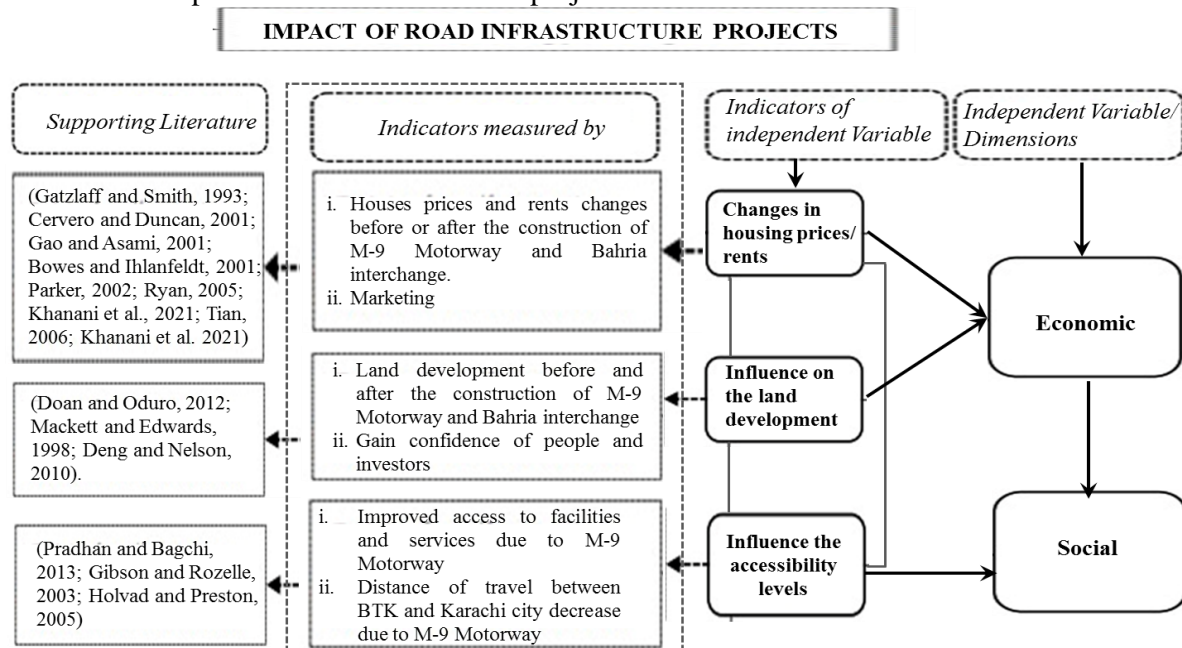 IMPACT OF ROAD INFRASTRUCTURE PROJECTS
Supporting Literature
Indicators measured by
Indicators of
independent Variable
Independent Variable/
Dimensions
(Gatzlaff and Smith, 1993;
Cervero and Duncan, 2001;
Gao and Asami, 2001;
Bowes and Ihlanfeldt, 2001;
Parker, 2002; Ryan, 2005;
Khanani et al., 2021; Tian,
2006; Khanani et al. 2021)
i. Houses prices and rents changes
before or after the construction of
M-9 Motorway and Bahria
interchange.
ii. Marketing
Changes in
housing prices/
rents
Economic
(Doan and Oduro, 2012;
Mackett and Edwards,
1998; Deng and Nelson,
2010).
i. Land development before and
after the construction of M-9
Motorway and Bahria interchange
ii. Gain confidence of people and
investors
Influence on
the land
development
(Pradhan and Bagchi,
2013; Gibson and Rozelle,
2003; Holvad and Preston,
2005)
i. Improved access to facilities
and services due to M-9
Motorway
ii. Distance of travel between
BTK and Karachi city decrease
due to M-9 Motorway
Influence the
accessibility
levels
Social